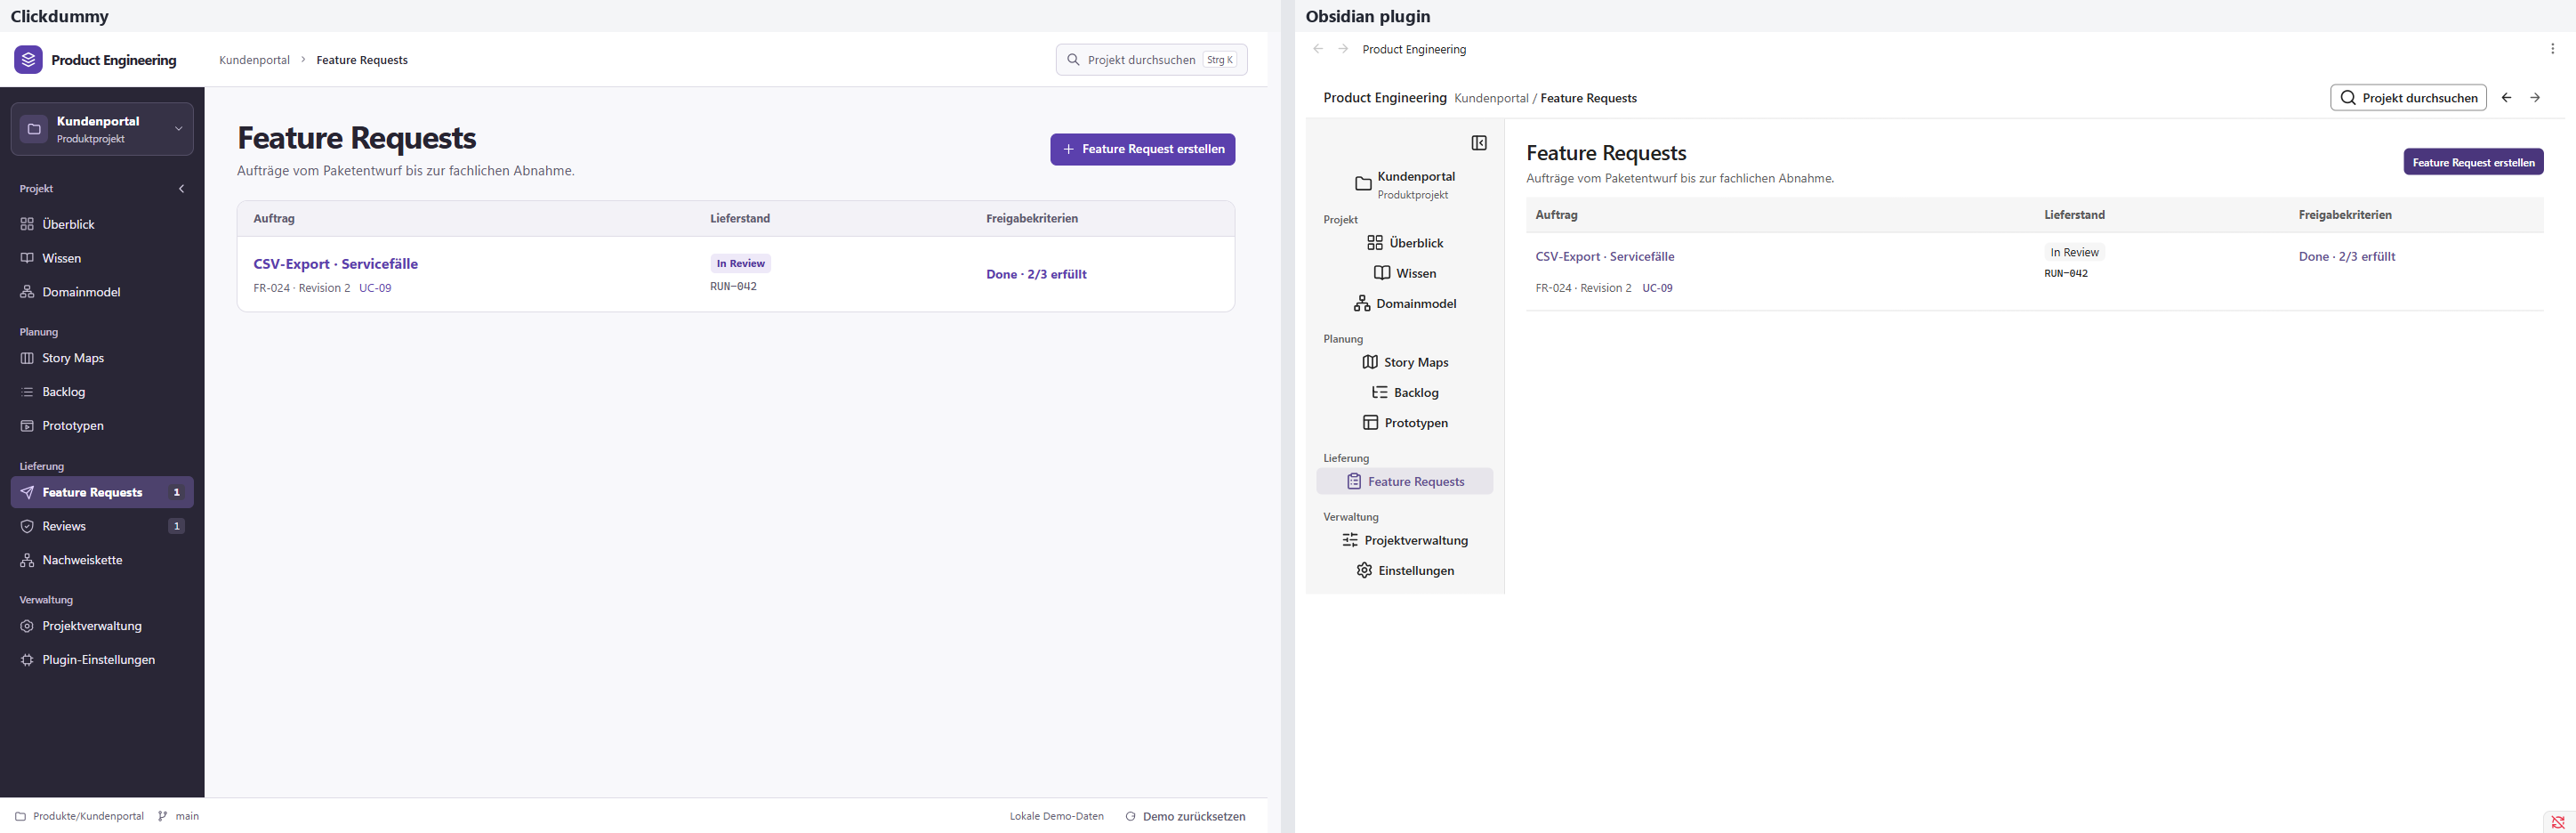 Clickdummy
Product Engineering
Kundenportal › Feature Requests
Projekt durchsuchen Strg K
Kundenportal
Produktprojekt
Projekt
Überblick
Wissen
Domainmodel
Planung
Story Maps
Backlog
Prototypen
Lieferung
Feature Requests 1
Reviews 1
Nachweiskette
Verwaltung
Projektverwaltung
Plugin-Einstellungen
Feature Requests
Aufträge vom Paketentwurf bis zur fachlichen Abnahme.
+ Feature Request erstellen
Auftrag Lieferstand Freigabekriterien
CSV-Export · Servicefälle
FR-024 · Revision 2 UC-09
In Review
RUN-042
Done · 2/3 erfüllt
Produkte/Kundenportal main
Lokale Demo-Daten Demo zurücksetzen
Obsidian plugin
Product Engineering
Product Engineering Kundenportal / Feature Requests
Projekt durchsuchen
Kundenportal
Produktprojekt
Projekt
Überblick
Wissen
Domainmodel
Planung
Story Maps
Backlog
Prototypen
Lieferung
Feature Requests
Verwaltung
Projektverwaltung
Einstellungen
Feature Requests
Aufträge vom Paketentwurf bis zur fachlichen Abnahme.
Feature Request erstellen
Auftrag Lieferstand Freigabekriterien
CSV-Export · Servicefälle
FR-024 · Revision 2 UC-09
In Review
RUN-042
Done · 2/3 erfüllt